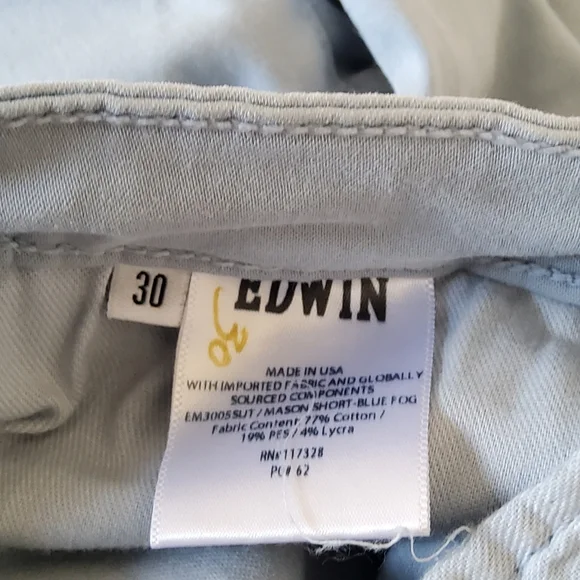 30
EDWIN
30
MADE IN USA
WITH IMPORTED FABRIC AND GLOBALLY
SOURCED COMPONENTS
EM3005SUT / MASON SHORT-BLUE FOG
Fabric Content: 77% Cotton /
19% PES / 4% Lycra
RN# 117328
PO# 62